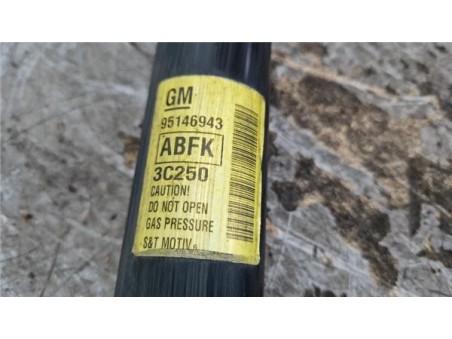 GM
95146943
ABFK
3C250
CAUTION!
DO NOT OPEN
GAS PRESSURE
S&T MOTIV